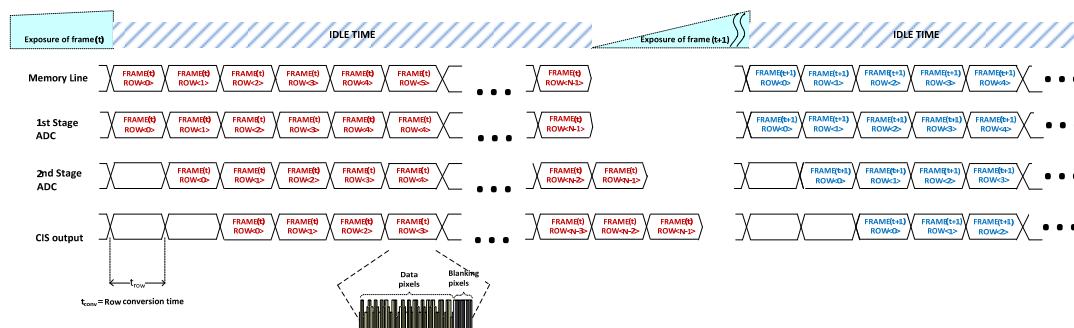 Exposure of frame(t) IDLE TIME Exposure of frame(t+1) IDLE TIME
Memory Line
FRAME(t) FRAME(t) FRAME(t) FRAME(t) FRAME(t) FRAME(t) FRAME(t) FRAME(t+1) FRAME(t+1) FRAME(t+1) FRAME(t+1) FRAME(t+1)
ROW<0> ROW<1> ROW<2> ROW<3> ROW<4> ROW<5> ROW<N-1> ROW<0> ROW<1> ROW<2> ROW<3> ROW<4>
1st Stage
ADC
FRAME(t) FRAME(t) FRAME(t) FRAME(t) FRAME(t) FRAME(t) FRAME(t) FRAME(t+1) FRAME(t+1) FRAME(t+1) FRAME(t+1) FRAME(t+1)
ROW<0> ROW<1> ROW<2> ROW<3> ROW<4> ROW<4> ROW<N-1> ROW<0> ROW<1> ROW<2> ROW<3> ROW<4>
2nd Stage
ADC
FRAME(t) FRAME(t) FRAME(t) FRAME(t) FRAME(t) FRAME(t) FRAME(t) FRAME(t+1) FRAME(t+1) FRAME(t+1) FRAME(t+1)
ROW<0> ROW<1> ROW<2> ROW<3> ROW<4> ROW<N-2> ROW<N-1> ROW<0> ROW<1> ROW<2> ROW<3>
CIS output
FRAME(t) FRAME(t) FRAME(t) FRAME(t) FRAME(t) FRAME(t) FRAME(t) FRAME(t+1) FRAME(t+1) FRAME(t+1)
ROW<0> ROW<1> ROW<2> ROW<3> ROW<N-3> ROW<N-2> ROW<N-1> ROW<0> ROW<1> ROW<2>
trow
tconv = Row conversion time
Data
pixels
Blanking
pixels